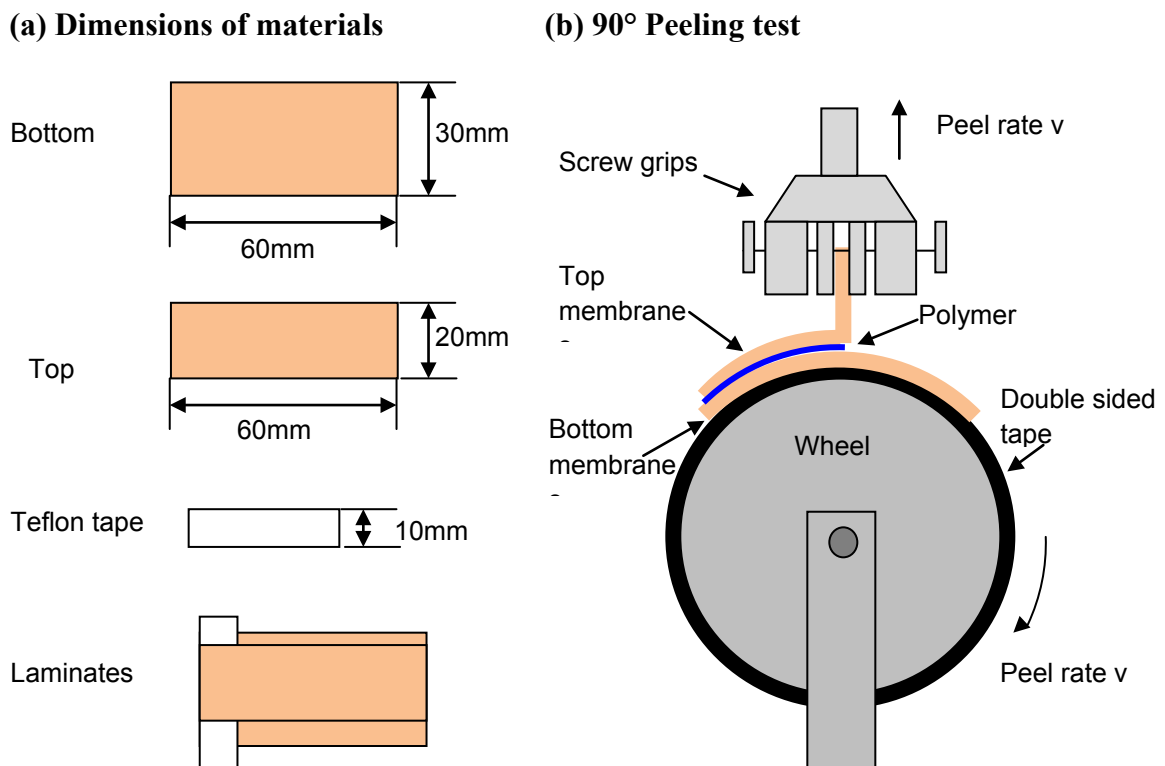 (a) Dimensions of materials
Bottom
30mm
60mm
Top
20mm
60mm
Teflon tape
10mm
Laminates
(b) 90° Peeling test
Peel rate v
Screw grips
Top
membrane
Polymer
Double sided
tape
Bottom
membrane
Wheel
Peel rate v